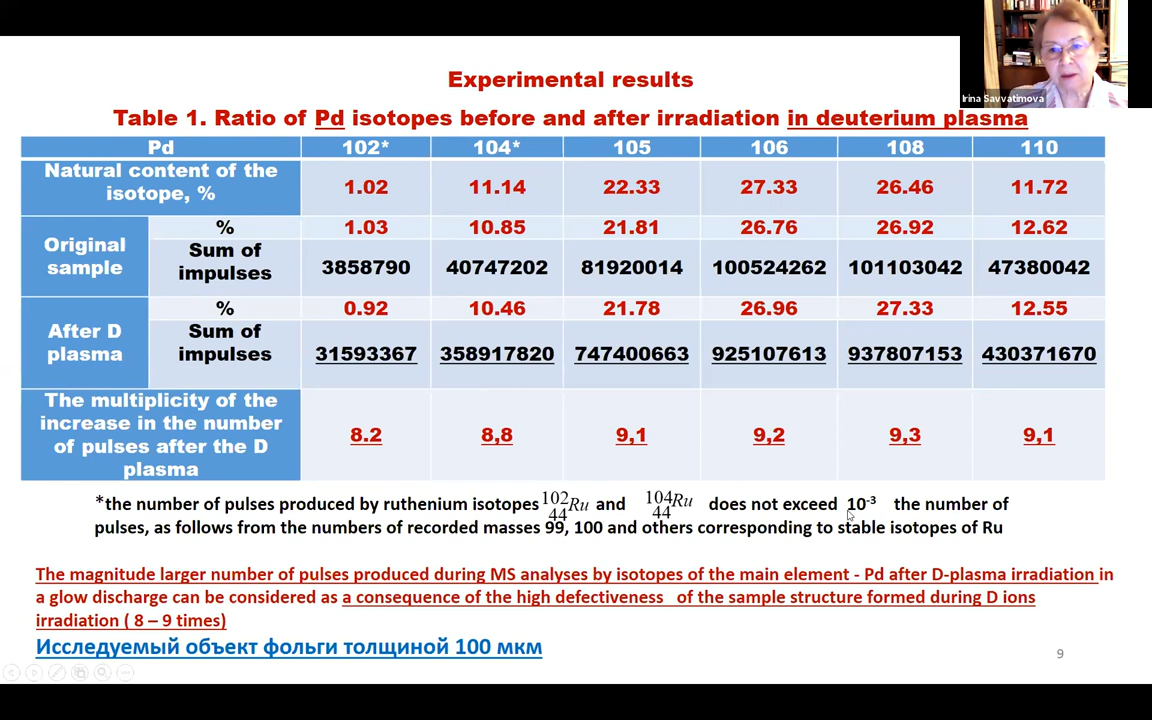 Experimental results
Irina Savvatimova
Table 1. Ratio of Pd isotopes before and after irradiation in deuterium plasma
Pd 102* 104* 105 106 108 110
Natural content of the
isotope, %
1.02 11.14 22.33 27.33 26.46 11.72
Original
sample
% 1.03 10.85 21.81 26.76 26.92 12.62
Sum of
impulses
3858790 40747202 81920014 100524262 101103042 47380042
After D
plasma
% 0.92 10.46 21.78 26.96 27.33 12.55
Sum of
impulses
31593367 358917820 747400663 925107613 937807153 430371670
The multiplicity of the
increase in the number
of pulses after the D
plasma
8.2 8,8 9,1 9,2 9,3 9,1
*the number of pulses produced by ruthenium isotopes ¹⁰²₄₄Ru and ¹⁰⁴₄₄Ru does not exceed 10⁻³ the number of
pulses, as follows from the numbers of recorded masses 99, 100 and others corresponding to stable isotopes of Ru
The magnitude larger number of pulses produced during MS analyses by isotopes of the main element - Pd after D-plasma irradiation in
a glow discharge can be considered as a consequence of the high defectiveness of the sample structure formed during D ions
irradiation ( 8 – 9 times)
Исследуемый объект фольги толщиной 100 мкм
9